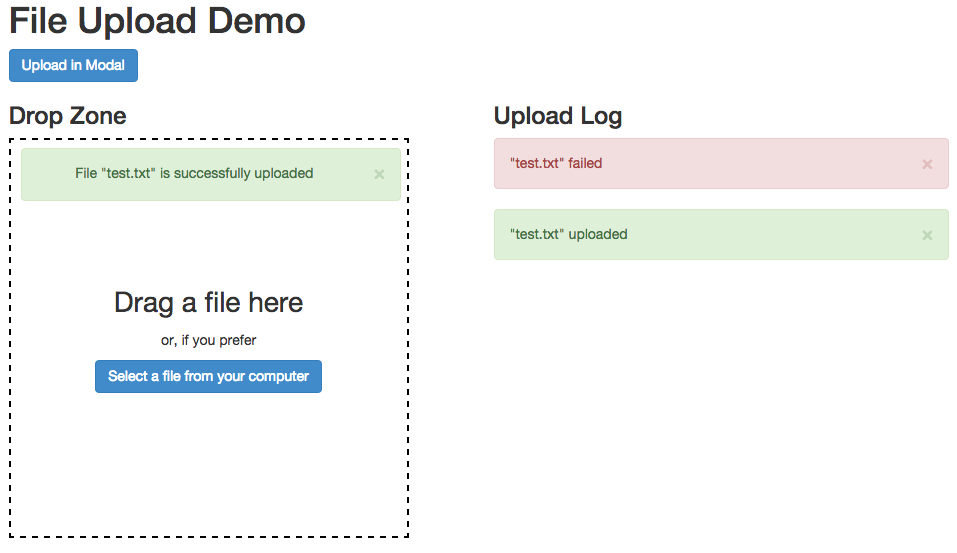 File Upload Demo
Upload in Modal
Drop Zone
File "test.txt" is successfully uploaded ×
Drag a file here
or, if you prefer
Select a file from your computer
Upload Log
"test.txt" failed ×
"test.txt" uploaded ×